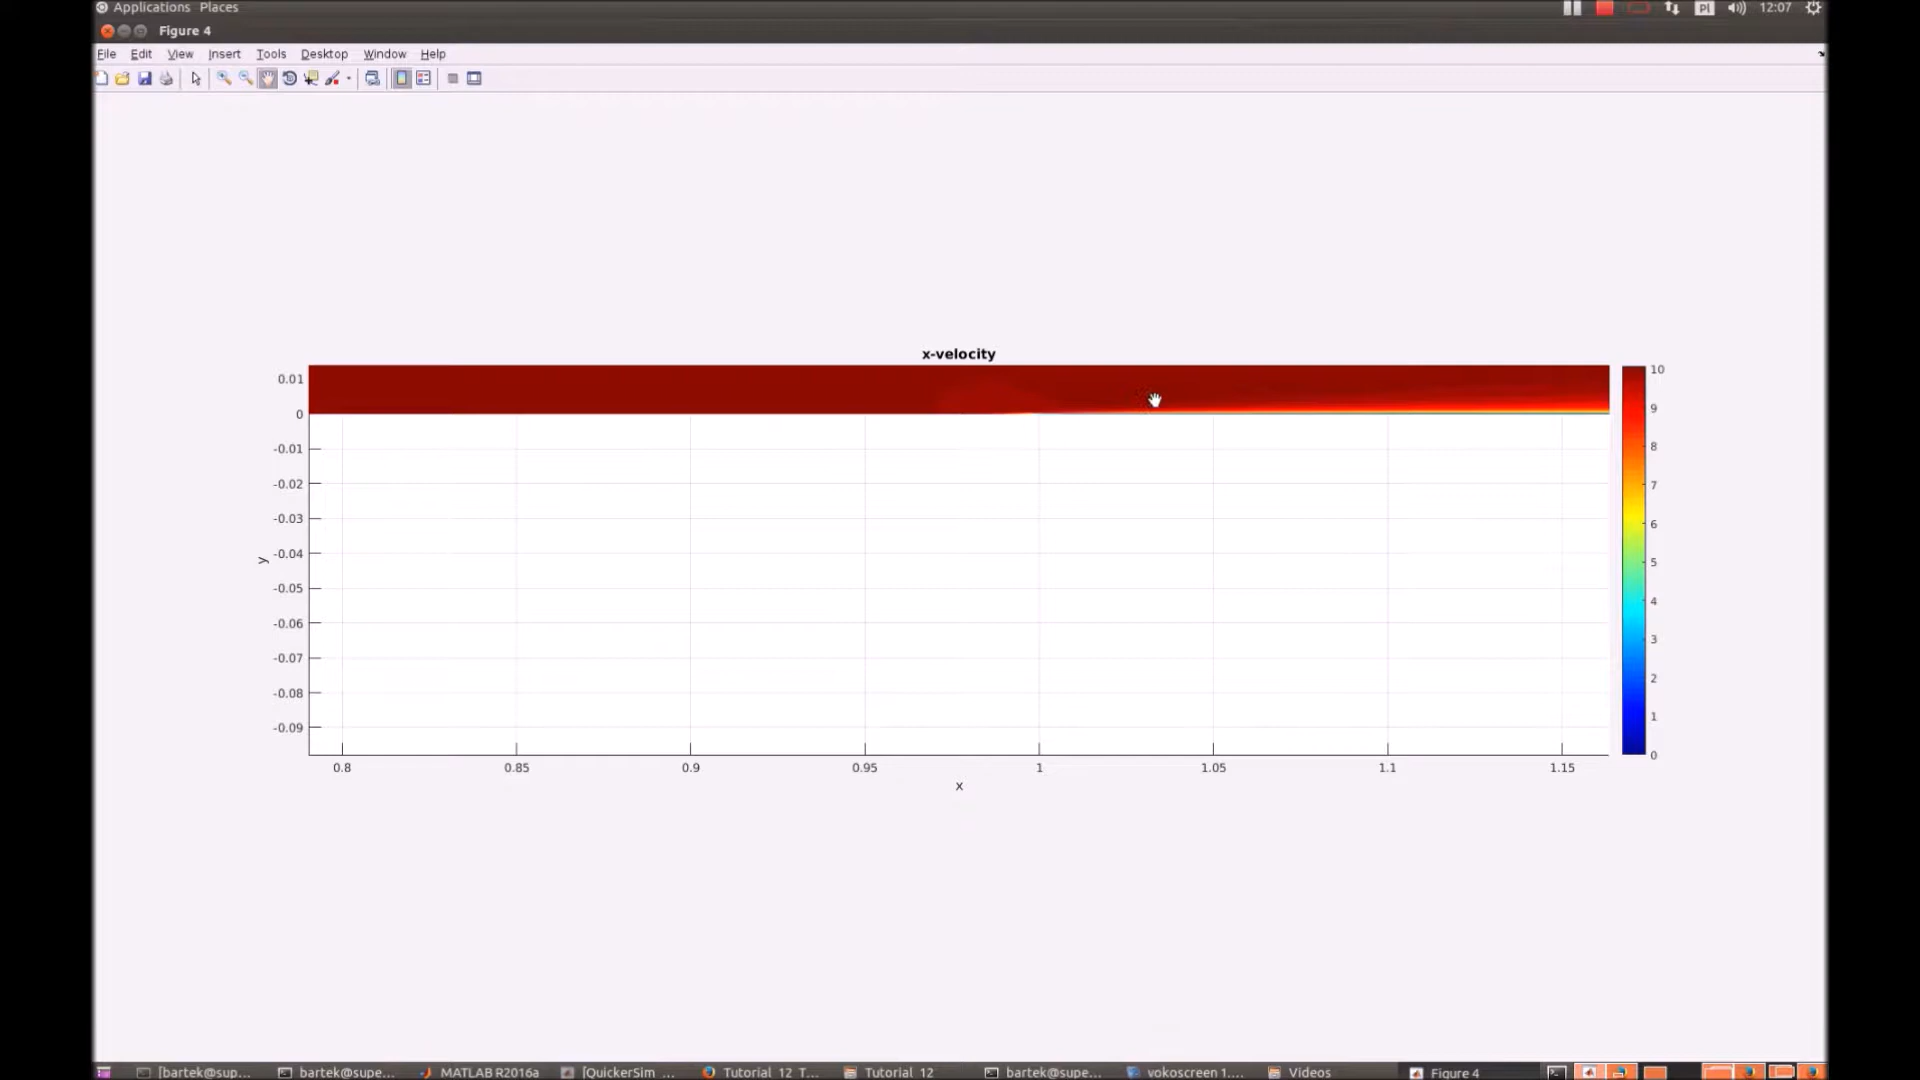 Applications Places
PI 12:07
Figure 4
File Edit View Insert Tools Desktop Window Help
x-velocity
0.01
0
-0.01
-0.02
-0.03
-0.04
-0.05
-0.06
-0.07
-0.08
-0.09
y
0.8 0.85 0.9 0.95 1 1.05 1.1 1.15
x
10
9
8
7
6
5
4
3
2
1
0
[bartek@sup... bartek@supe... MATLAB R2016a [QuickerSim ... Tutorial_12_T... Tutorial_12 bartek@supe... vokoscreen 1.... Videos Figure 4